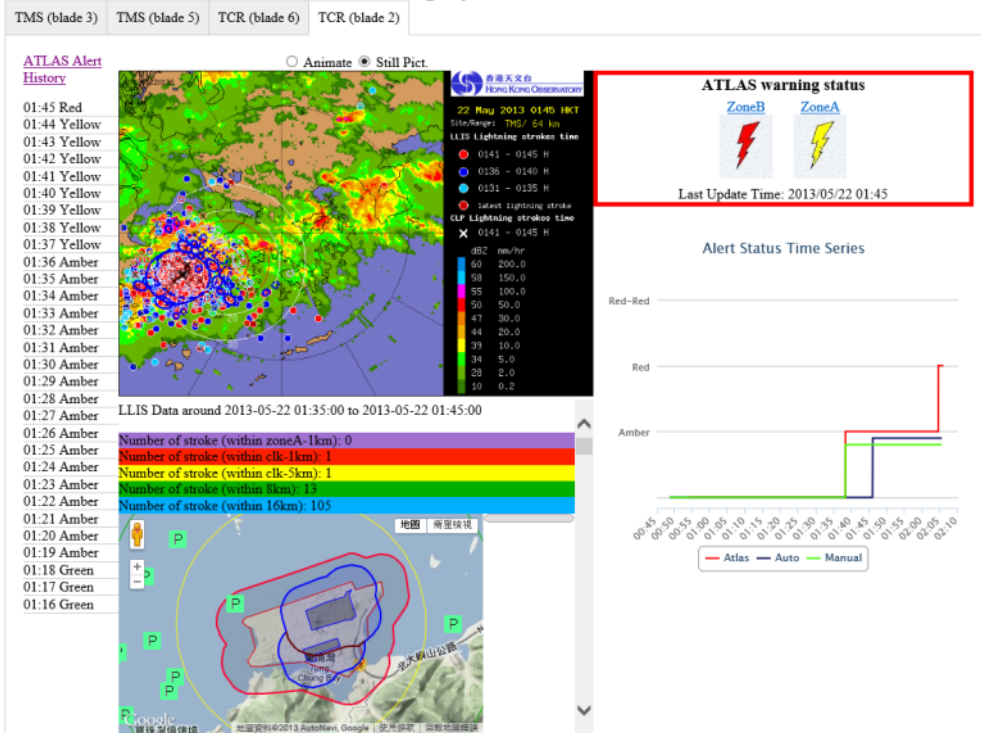 TMS (blade 3) TMS (blade 5) TCR (blade 6) TCR (blade 2)
ATLAS Alert
History
01:45 Red
01:44 Yellow
01:43 Yellow
01:42 Yellow
01:41 Yellow
01:40 Yellow
01:39 Yellow
01:38 Yellow
01:37 Yellow
01:36 Amber
01:35 Amber
01:34 Amber
01:33 Amber
01:32 Amber
01:31 Amber
01:30 Amber
01:29 Amber
01:28 Amber
01:27 Amber
01:26 Amber
01:25 Amber
01:24 Amber
01:23 Amber
01:22 Amber
01:21 Amber
01:20 Amber
01:19 Amber
01:18 Green
01:17 Green
01:16 Green
Animate Still Pict.
香港天文台
HONG KONG OBSERVATORY
22 May 2013 0145 HKT
Site/Range: TMS/ 64 km
LLIS Lightning strokes time
0141 - 0145 H
0136 - 0140 H
0131 - 0135 H
latest lightning stroke
CLP Lightning strokes time
0141 - 0145 H
dBZ mm/hr
60 200.0
58 150.0
55 100.0
50 50.0
47 30.0
44 20.0
39 10.0
34 5.0
28 2.0
10 0.2
LLIS Data around 2013-05-22 01:35:00 to 2013-05-22 01:45:00
Number of stroke (within zoneA-1km): 0
Number of stroke (within clk-1km): 1
Number of stroke (within clk-5km): 1
Number of stroke (within 8km): 13
Number of stroke (within 16km): 105
地圖 衛星檢視
P
P
P
P
P
P
P
P
P
東涌灣
Tung
Chung Bay
北大嶼山公路
Google
地圖資料©2013 AutoNavi, Google 使用條款
ATLAS warning status
ZoneB ZoneA
Last Update Time: 2013/05/22 01:45
Alert Status Time Series
Red-Red
Red
Amber
00:45 00:50 00:55 01:00 01:05 01:10 01:15 01:20 01:25 01:30 01:35 01:40 01:45 01:50 01:55 02:00 02:05 02:10
Atlas Auto Manual